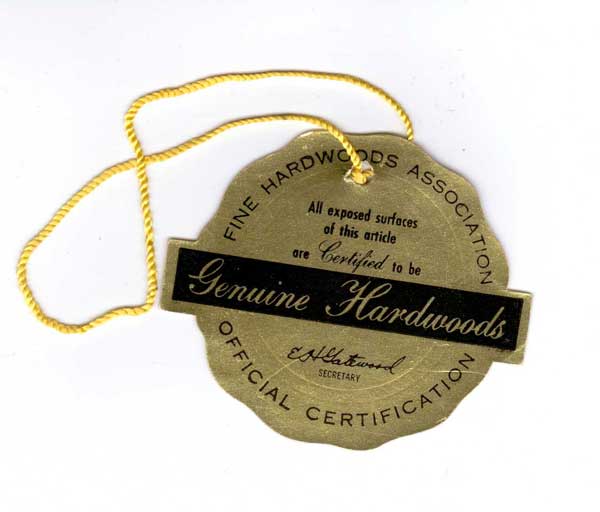 FINE HARDWOODS ASSOCIATION
All exposed surfaces
of this article
are Certified to be
Genuine Hardwoods
E H Gatewood
SECRETARY
OFFICIAL CERTIFICATION